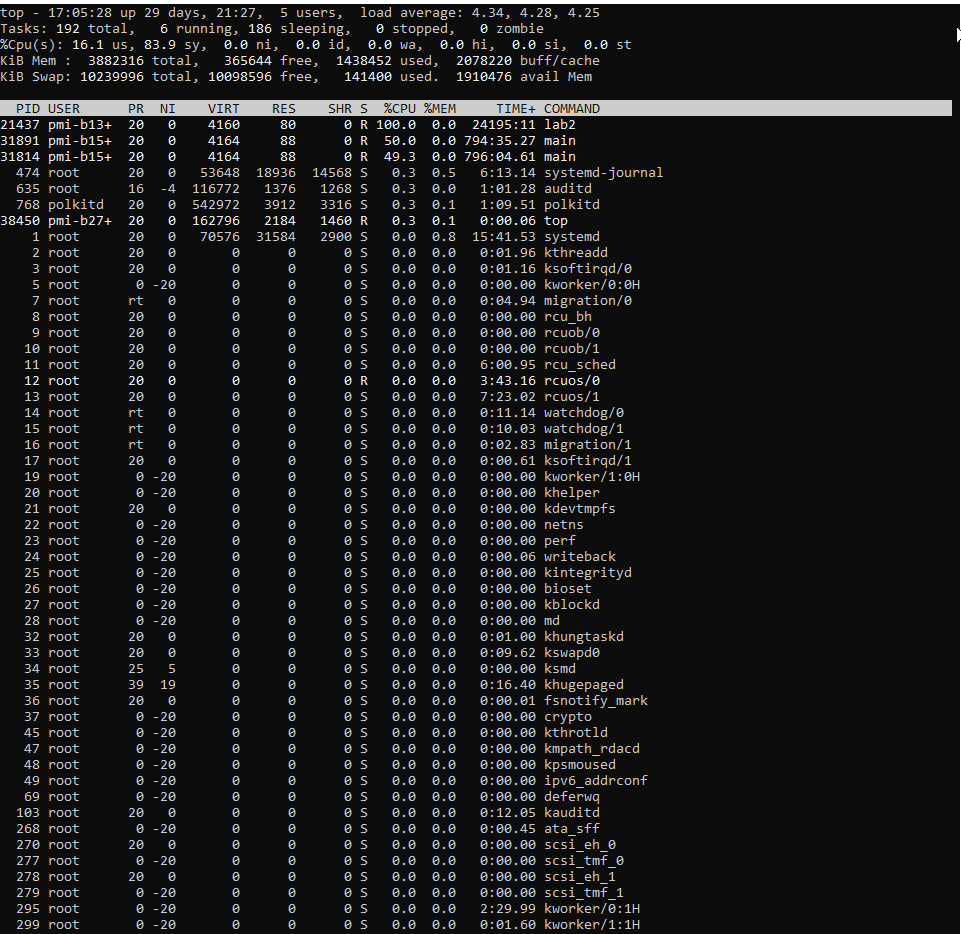 top - 17:05:28 up 29 days, 21:27,  5 users,  load average: 4.34, 4.28, 4.25
Tasks: 192 total,   6 running, 186 sleeping,   0 stopped,   0 zombie
%Cpu(s): 16.1 us, 83.9 sy,  0.0 ni,  0.0 id,  0.0 wa,  0.0 hi,  0.0 si,  0.0 st
KiB Mem :  3882316 total,   365644 free,  1438452 used,  2078220 buff/cache
KiB Swap: 10239996 total, 10098596 free,   141400 used.  1910476 avail Mem
  PID USER      PR  NI    VIRT    RES    SHR S  %CPU %MEM     TIME+ COMMAND
21437 pmi-b13+  20   0    4160     80      0 R 100.0  0.0  24195:11 lab2
31891 pmi-b15+  20   0    4164     88      0 R  50.0  0.0 794:35.27 main
31814 pmi-b15+  20   0    4164     88      0 R  49.3  0.0 796:04.61 main
  474 root      20   0   53648  18936  14568 S   0.3  0.5   6:13.14 systemd-journal
  635 root      16  -4  116772   1376   1268 S   0.3  0.0   1:01.28 auditd
  768 polkitd   20   0  542972   3912   3316 S   0.3  0.1   1:09.51 polkitd
38450 pmi-b27+  20   0  162796   2184   1460 R   0.3  0.1   0:00.06 top
    1 root      20   0   70576  31584   2900 S   0.0  0.8  15:41.53 systemd
    2 root      20   0       0      0      0 S   0.0  0.0   0:01.96 kthreadd
    3 root      20   0       0      0      0 S   0.0  0.0   0:01.16 ksoftirqd/0
    5 root       0 -20       0      0      0 S   0.0  0.0   0:00.00 kworker/0:0H
    7 root      rt   0       0      0      0 S   0.0  0.0   0:04.94 migration/0
    8 root      20   0       0      0      0 S   0.0  0.0   0:00.00 rcu_bh
    9 root      20   0       0      0      0 S   0.0  0.0   0:00.00 rcuob/0
   10 root      20   0       0      0      0 S   0.0  0.0   0:00.00 rcuob/1
   11 root      20   0       0      0      0 S   0.0  0.0   6:00.95 rcu_sched
   12 root      20   0       0      0      0 R   0.0  0.0   3:43.16 rcuos/0
   13 root      20   0       0      0      0 S   0.0  0.0   7:23.02 rcuos/1
   14 root      rt   0       0      0      0 S   0.0  0.0   0:11.14 watchdog/0
   15 root      rt   0       0      0      0 S   0.0  0.0   0:10.03 watchdog/1
   16 root      rt   0       0      0      0 S   0.0  0.0   0:02.83 migration/1
   17 root      20   0       0      0      0 S   0.0  0.0   0:00.61 ksoftirqd/1
   19 root       0 -20       0      0      0 S   0.0  0.0   0:00.00 kworker/1:0H
   20 root       0 -20       0      0      0 S   0.0  0.0   0:00.00 khelper
   21 root      20   0       0      0      0 S   0.0  0.0   0:00.00 kdevtmpfs
   22 root       0 -20       0      0      0 S   0.0  0.0   0:00.00 netns
   23 root       0 -20       0      0      0 S   0.0  0.0   0:00.00 perf
   24 root       0 -20       0      0      0 S   0.0  0.0   0:00.06 writeback
   25 root       0 -20       0      0      0 S   0.0  0.0   0:00.00 kintegrityd
   26 root       0 -20       0      0      0 S   0.0  0.0   0:00.00 bioset
   27 root       0 -20       0      0      0 S   0.0  0.0   0:00.00 kblockd
   28 root       0 -20       0      0      0 S   0.0  0.0   0:00.00 md
   32 root      20   0       0      0      0 S   0.0  0.0   0:01.00 khungtaskd
   33 root      20   0       0      0      0 S   0.0  0.0   0:09.62 kswapd0
   34 root      25   5       0      0      0 S   0.0  0.0   0:00.00 ksmd
   35 root      39  19       0      0      0 S   0.0  0.0   0:16.40 khugepaged
   36 root      20   0       0      0      0 S   0.0  0.0   0:00.01 fsnotify_mark
   37 root       0 -20       0      0      0 S   0.0  0.0   0:00.00 crypto
   45 root       0 -20       0      0      0 S   0.0  0.0   0:00.00 kthrotld
   47 root       0 -20       0      0      0 S   0.0  0.0   0:00.00 kmpath_rdacd
   48 root       0 -20       0      0      0 S   0.0  0.0   0:00.00 kpsmoused
   49 root       0 -20       0      0      0 S   0.0  0.0   0:00.00 ipv6_addrconf
   69 root       0 -20       0      0      0 S   0.0  0.0   0:00.00 deferwq
  103 root      20   0       0      0      0 S   0.0  0.0   0:12.05 kauditd
  268 root       0 -20       0      0      0 S   0.0  0.0   0:00.45 ata_sff
  270 root      20   0       0      0      0 S   0.0  0.0   0:00.00 scsi_eh_0
  277 root       0 -20       0      0      0 S   0.0  0.0   0:00.00 scsi_tmf_0
  278 root      20   0       0      0      0 S   0.0  0.0   0:00.00 scsi_eh_1
  279 root       0 -20       0      0      0 S   0.0  0.0   0:00.00 scsi_tmf_1
  295 root       0 -20       0      0      0 S   0.0  0.0   2:29.99 kworker/0:1H
  299 root       0 -20       0      0      0 S   0.0  0.0   0:01.60 kworker/1:1H